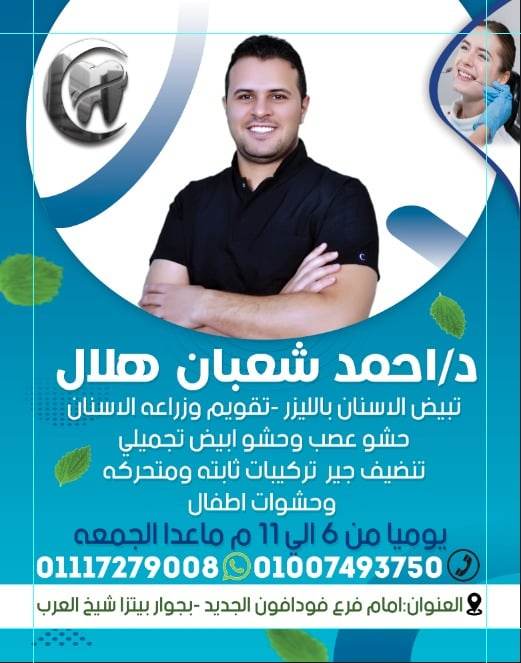 د/احمد شعبان هلال
تبيض الاسنان بالليزر -تقويم وزراعه الاسنان
حشو عصب وحشو ابيض تجميلي
تنضيف جير تركيبات ثابته ومتحركه
وحشوات اطفال
يوميا من 6 الي 11 م ماعدا الجمعه
01007493750 01117279008
العنوان:امام فرع فودافون الجديد -بجوار بيتزا شيخ العرب